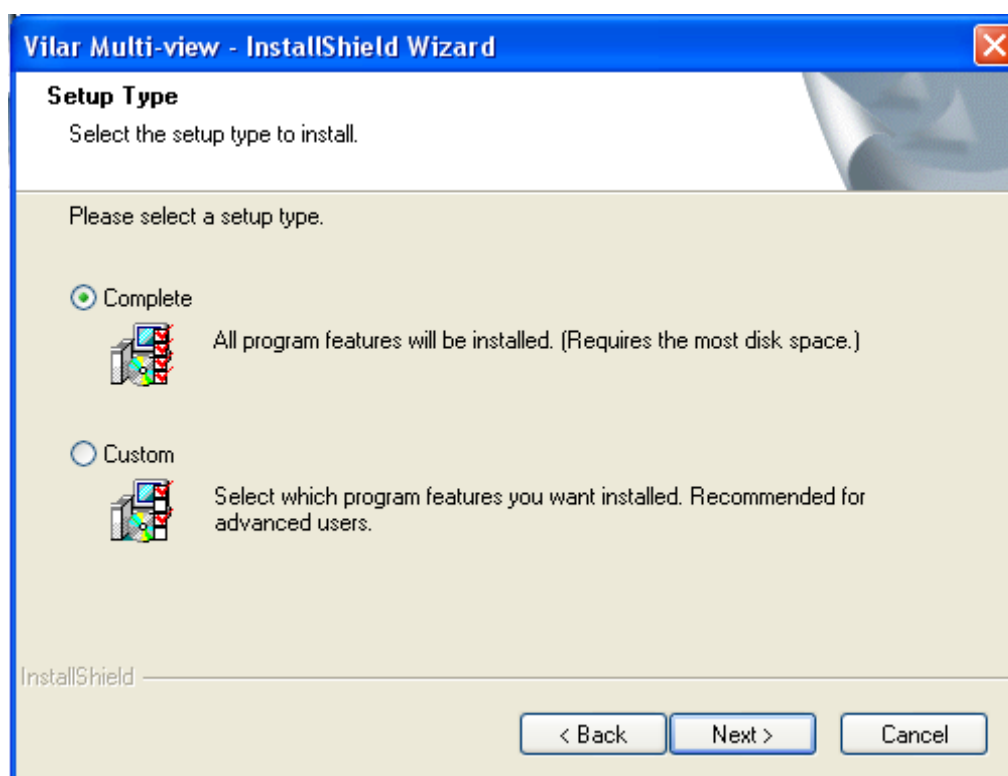 Vilar Multi-view - InstallShield Wizard
Setup Type
Select the setup type to install.
Please select a setup type.
Complete
All program features will be installed. (Requires the most disk space.)
Custom
Select which program features you want installed. Recommended for
advanced users.
InstallShield
< Back Next > Cancel